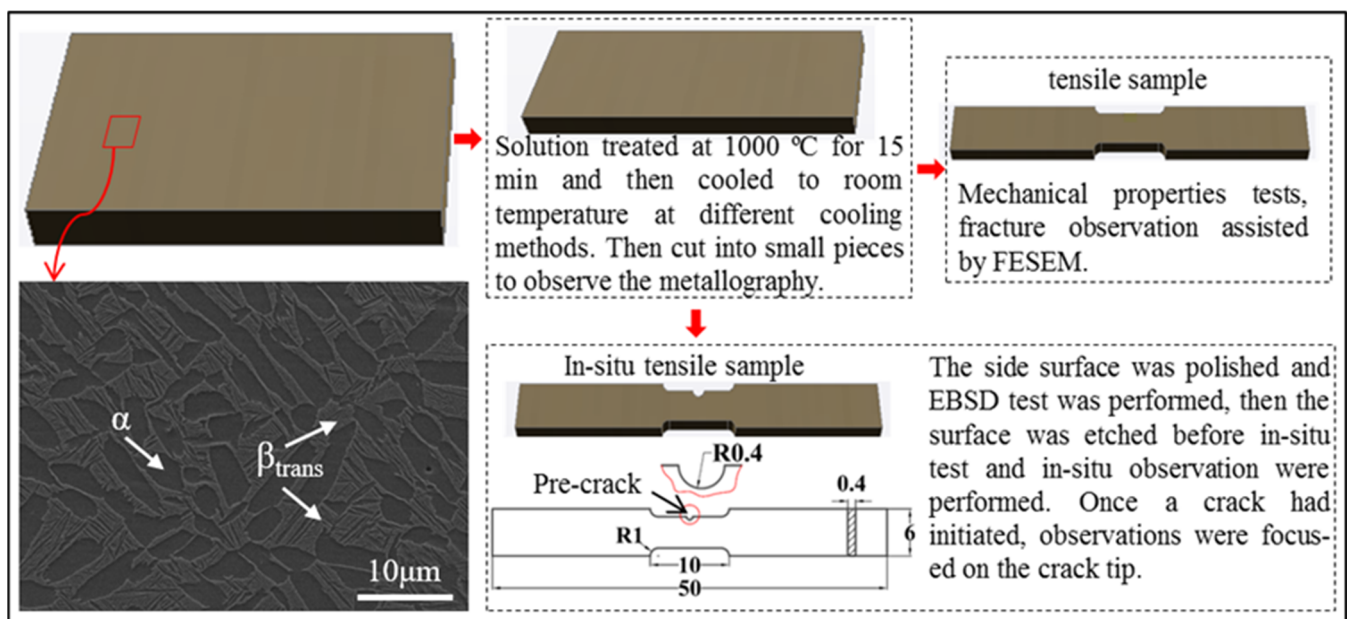 Solution treated at 1000 ℃ for 15
min and then cooled to room
temperature at different cooling
methods. Then cut into small pieces
to observe the metallography.
tensile sample
Mechanical properties tests,
fracture observation assisted
by FESEM.
α
βtrans
10μm
In-situ tensile sample
R0.4
Pre-crack
0.4
6
R1
10
50
The side surface was polished and
EBSD test was performed, then the
surface was etched before in-situ
test and in-situ observation were
performed. Once a crack had
initiated, observations were focus-
ed on the crack tip.